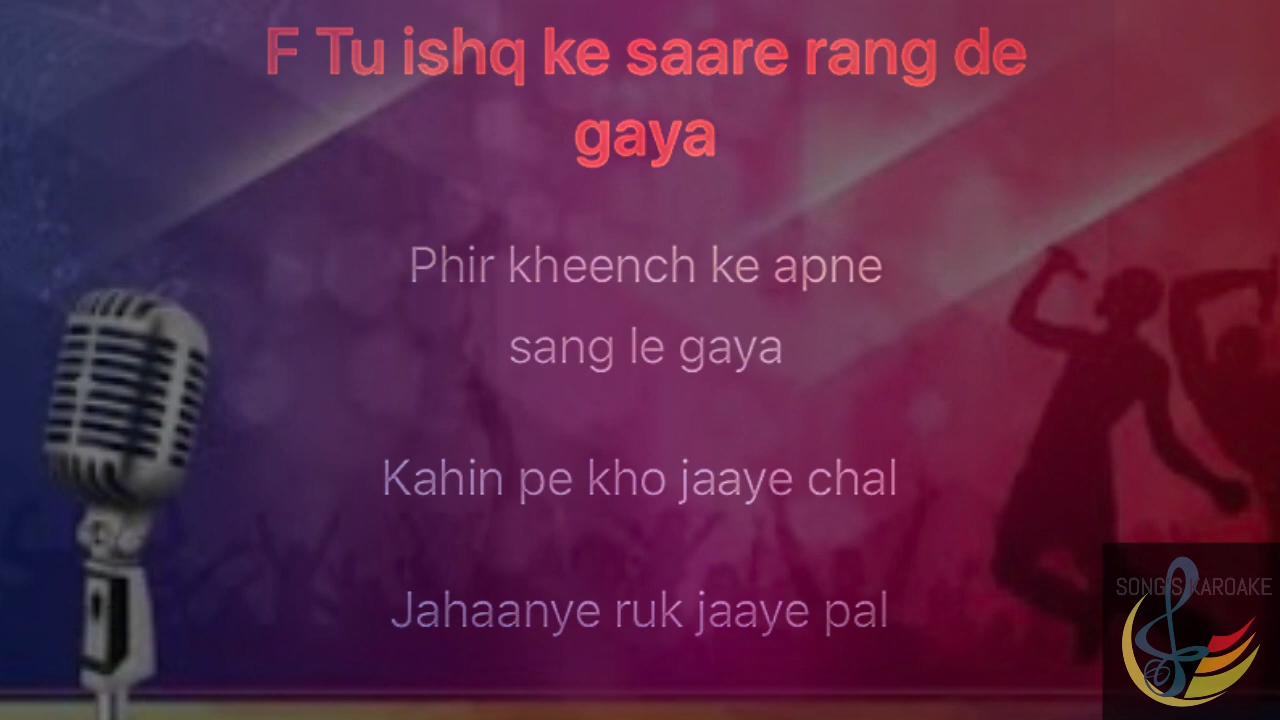 F Tu ishq ke saare rang de
gaya
Phir kheench ke apne
sang le gaya
Kahin pe kho jaaye chal
Jahaanye ruk jaaye pal
SONG'S KAROAKE